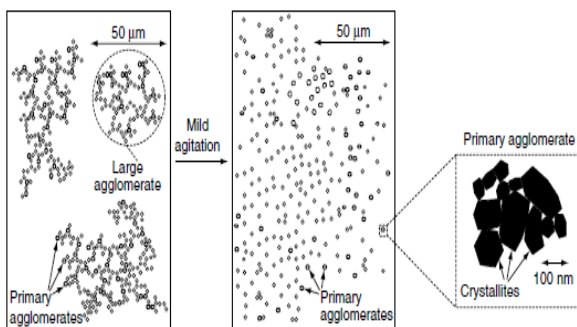 50 µm
Large
agglomerate
Primary
agglomerates
Mild
agitation
50 µm
Primary
agglomerates
Primary agglomerate
Crystallites
100 nm